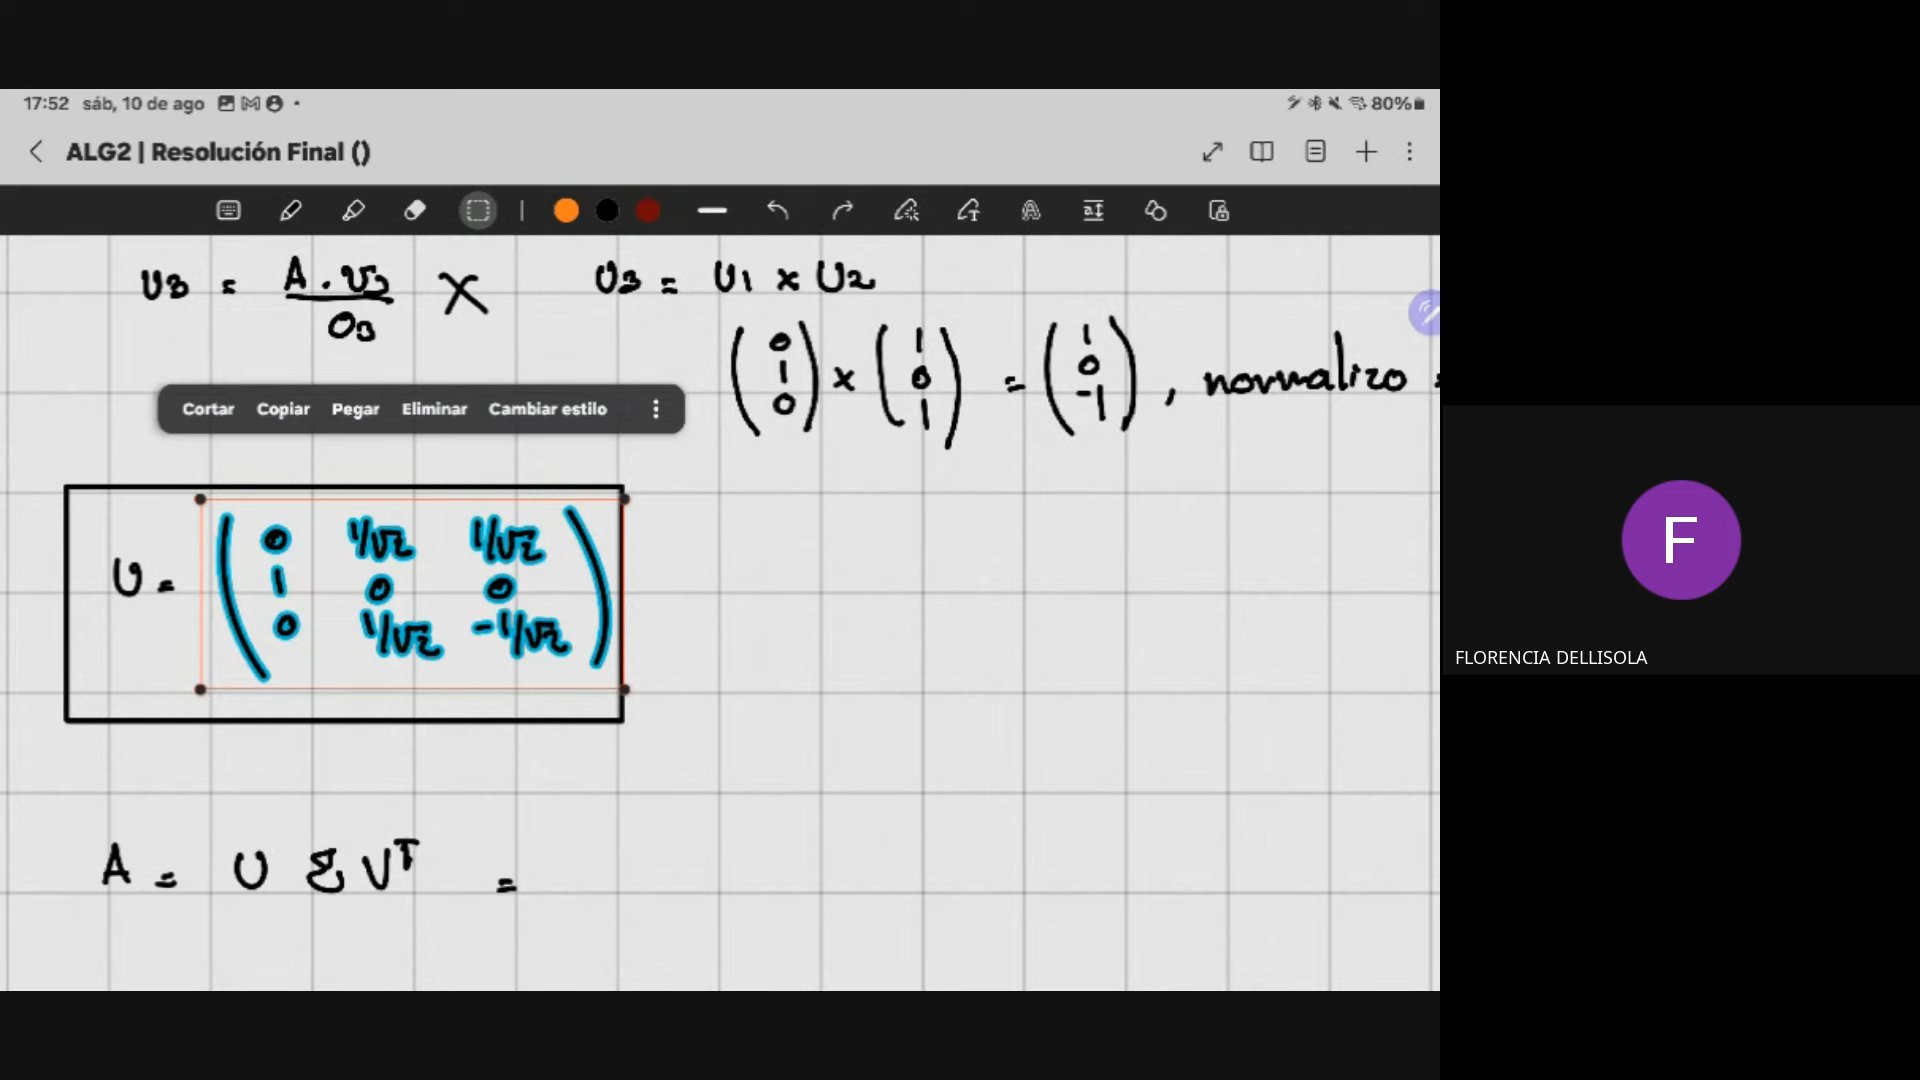 17:52 sáb, 10 de ago 80%
ALG2 | Resolución Final ()
U3 = A . v3 / σ3 X U3 = U1 x U2
(0 1 0) x (1 0 1) = (1 0 -1), normalizo =
Cortar Copiar Pegar Eliminar Cambiar estilo
U = (0 1/√2 1/√2
1 0 0
0 1/√2 -1/√2)
A = U Σ V^T =
F
FLORENCIA DELLISOLA